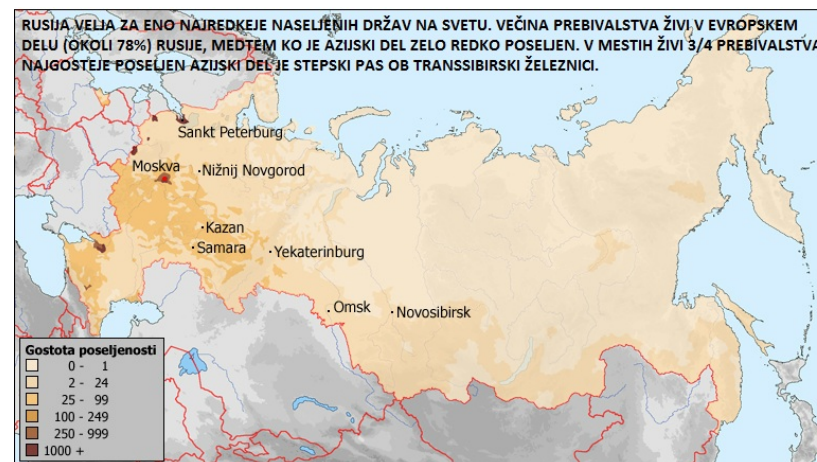 RUSIJA VELJA ZA ENO NAJREDKEJE NASELJENIH DRŽAV NA SVETU. VEČINA PREBIVALSTVA ŽIVI V EVROPSKEM
DELU (OKOLI 78%) RUSIJE, MEDTEM KO JE AZIJSKI DEL ZELO REDKO POSELJEN. V MESTIH ŽIVI 3/4 PREBIVALSTVA
NAJGOSTEJE POSELJEN AZIJSKI DEL JE STEPSKI PAS OB TRANSSIBIRSKI ŽELEZNICI.
Sankt Peterburg
Moskva
Nižnij Novgorod
Kazan
Samara
Yekaterinburg
Omsk
Novosibirsk
Gostota poseljenosti
0 - 1
2 - 24
25 - 99
100 - 249
250 - 999
1000 +